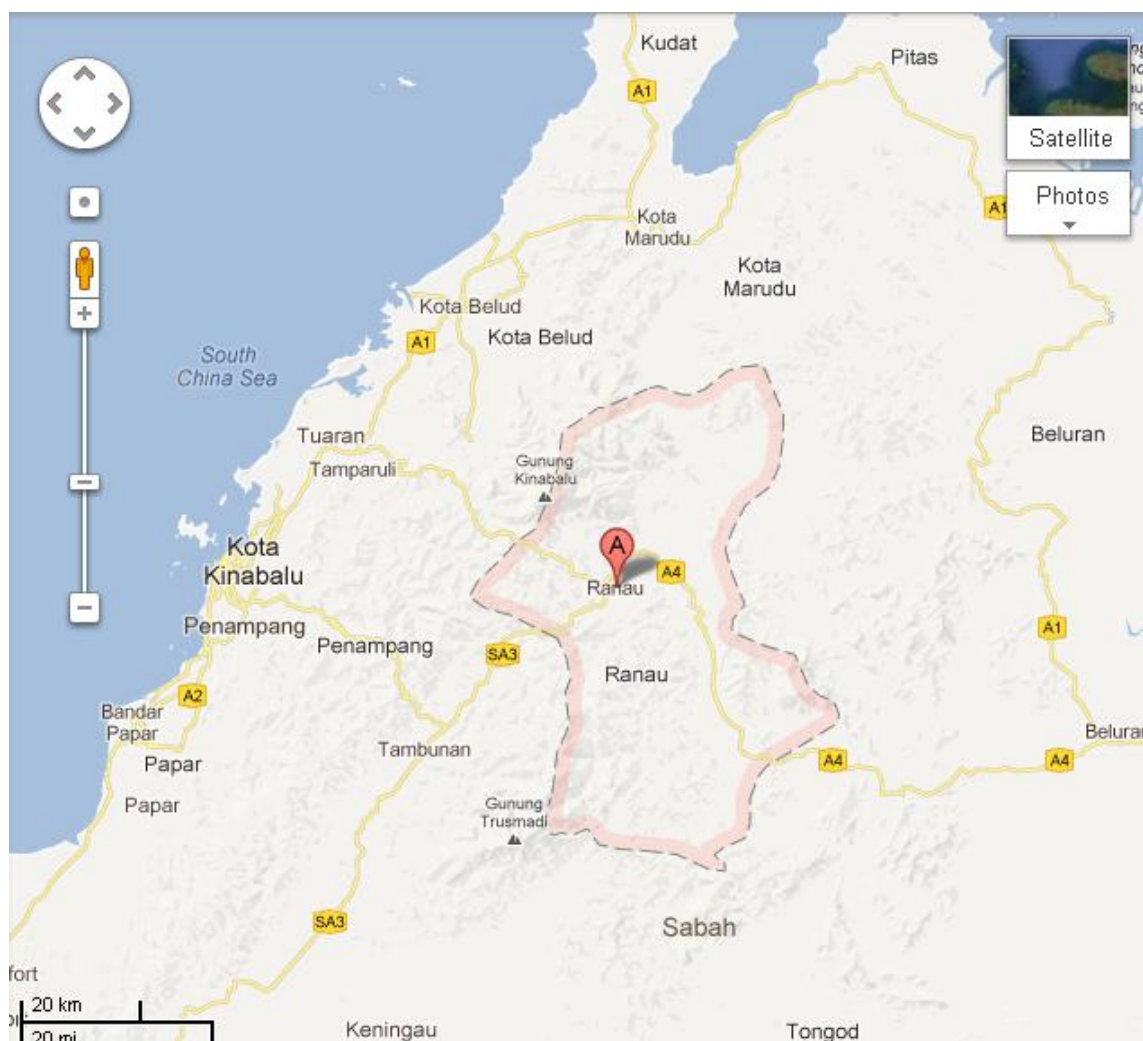 Kudat
Pitas
A1
Satellite
Photos
A1
Kota
Marudu
Kota
Marudu
Kota Belud
Kota Belud
A1
South
China Sea
Tuaran
Tamparuli
Gunung
Kinabalu
Beluran
Kota
Kinabalu
A
A4
Ranau
Penampang
Penampang
SA3
A1
Ranau
A2
Bandar
Papar
Tambunan
Beluran
A4
A4
Papar
Papar
Gunung
Trusmadi
SA3
Sabah
fort
20 km
20 mi
Keningau
Tongod